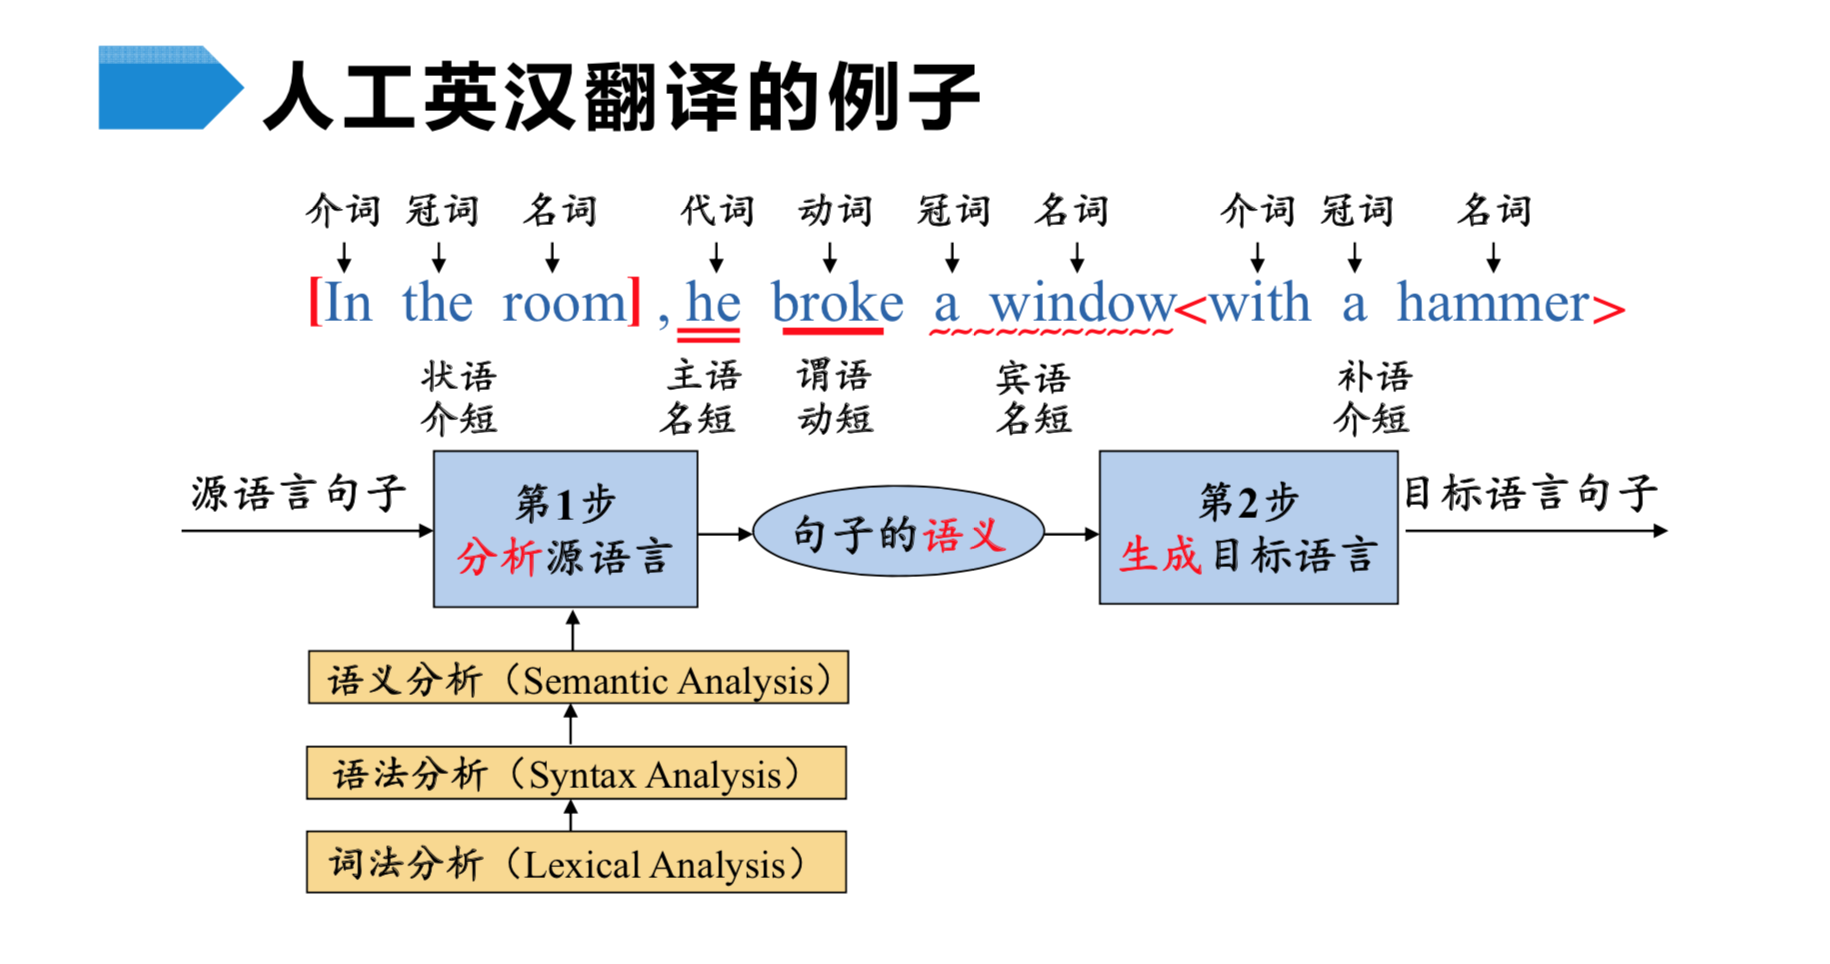 人工英汉翻译的例子
介词 冠词 名词 代词 动词 冠词 名词 介词 冠词 名词
[In the room], he broke a window<with a hammer>
状语 主语 谓语 宾语 补语
介短 名短 动短 名短 介短
源语言句子
第1步
分析源语言
句子的语义
第2步
生成目标语言
目标语言句子
语义分析（Semantic Analysis）
语法分析（Syntax Analysis）
词法分析（Lexical Analysis）